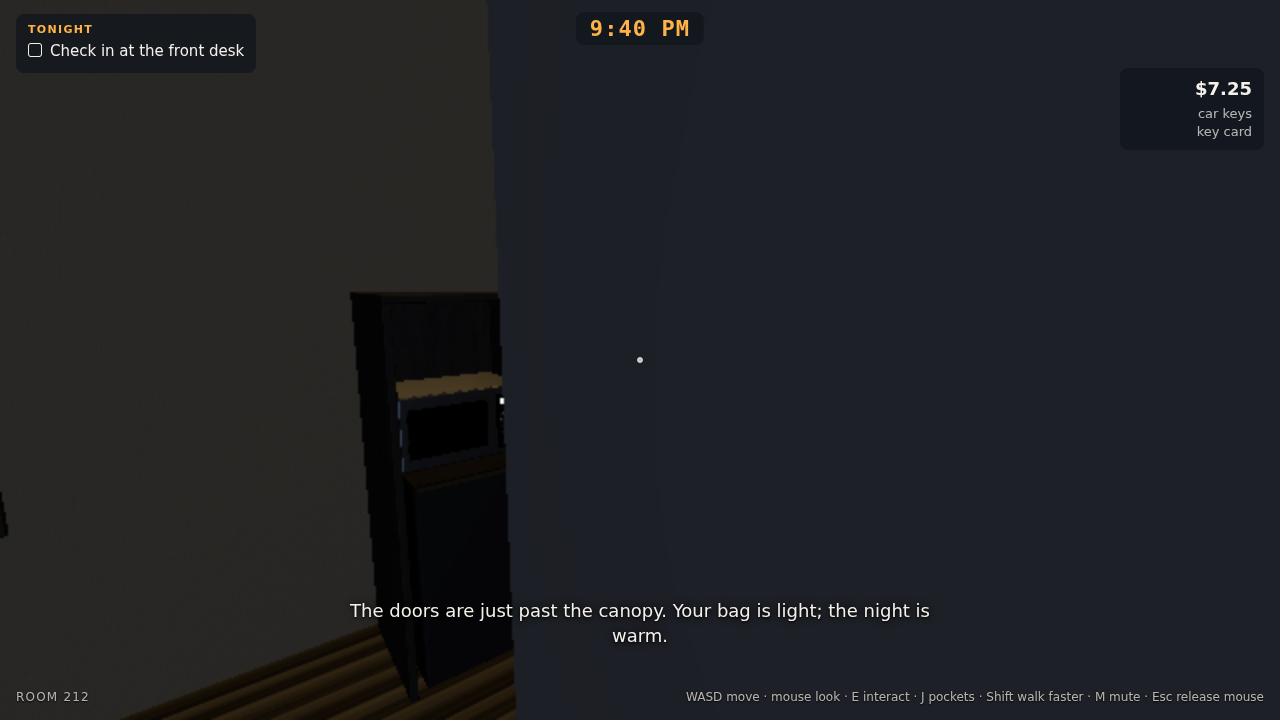 TONIGHT
Check in at the front desk
9:40 PM
$7.25
car keys
key card
The doors are just past the canopy. Your bag is light; the night is
warm.
ROOM 212
WASD move · mouse look · E interact · J pockets · Shift walk faster · M mute · Esc release mouse